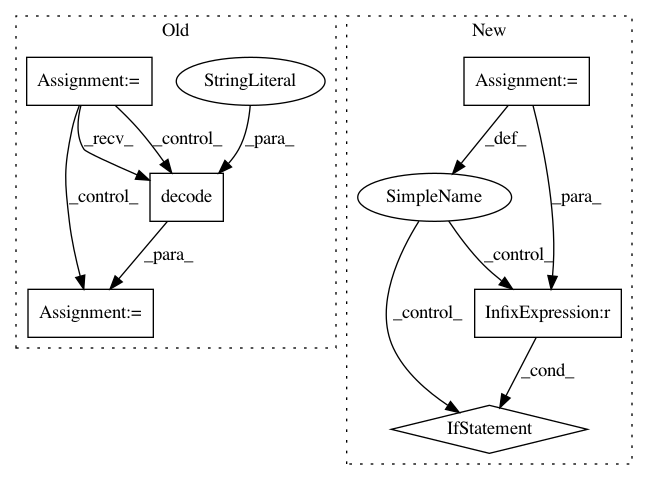 Old
New
Assignment:=
StringLiteral
Assignment:=
_recv_
_control_
_para_
_def_
_control_
decode
SimpleName
_para_
_para_
_control_
_control_
Assignment:=
InfixExpression:r
_cond_
IfStatement